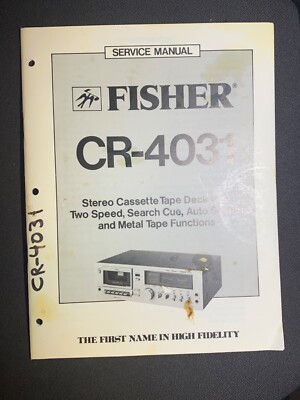 SERVICE MANUAL
FISHER
CR-4031
Stereo Cassette Tape Deck
Two Speed, Search Cue, Auto
and Metal Tape Functions
THE FIRST NAME IN HIGH FIDELITY
CR-4031